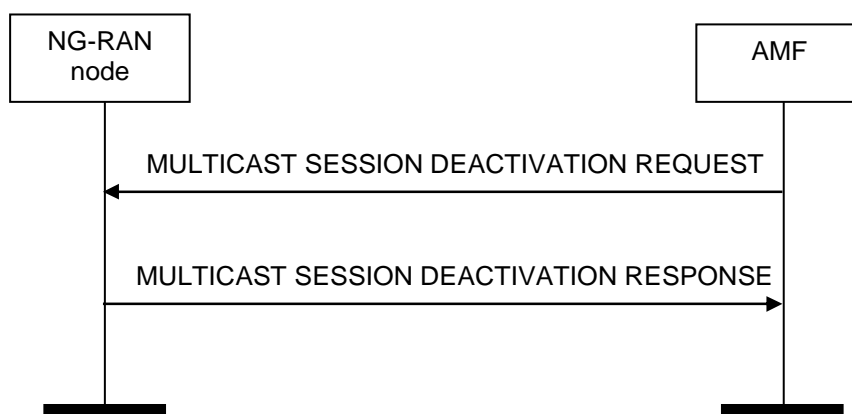 NG-RAN
node
AMF
MULTICAST SESSION DEACTIVATION REQUEST
MULTICAST SESSION DEACTIVATION RESPONSE